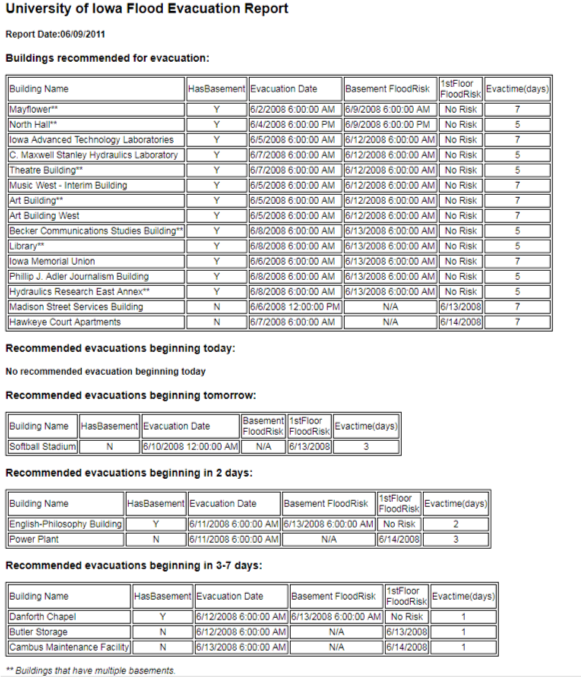 University of Iowa Flood Evacuation Report
Report Date:06/09/2011
Buildings recommended for evacuation:
Building Name HasBasement Evacuation Date Basement FloodRisk 1stFloor FloodRisk Evactime(days)
Mayflower** Y 6/2/2008 6:00:00 AM 6/9/2008 6:00:00 AM No Risk 7
North Hall** Y 6/4/2008 6:00:00 PM 6/9/2008 6:00:00 PM No Risk 5
Iowa Advanced Technology Laboratories Y 6/5/2008 6:00:00 AM 6/12/2008 6:00:00 AM No Risk 7
C. Maxwell Stanley Hydraulics Laboratory Y 6/7/2008 6:00:00 AM 6/12/2008 6:00:00 AM No Risk 5
Theatre Building** Y 6/7/2008 6:00:00 AM 6/12/2008 6:00:00 AM No Risk 5
Music West - Interim Building Y 6/5/2008 6:00:00 AM 6/12/2008 6:00:00 AM No Risk 7
Art Building** Y 6/5/2008 6:00:00 AM 6/12/2008 6:00:00 AM No Risk 7
Art Building West Y 6/5/2008 6:00:00 AM 6/12/2008 6:00:00 AM No Risk 7
Becker Communications Studies Building** Y 6/8/2008 6:00:00 AM 6/13/2008 6:00:00 AM No Risk 5
Library** Y 6/8/2008 6:00:00 AM 6/13/2008 6:00:00 AM No Risk 5
Iowa Memorial Union Y 6/6/2008 6:00:00 AM 6/13/2008 6:00:00 AM No Risk 7
Phillip J. Adler Journalism Building Y 6/8/2008 6:00:00 AM 6/13/2008 6:00:00 AM No Risk 5
Hydraulics Research East Annex** Y 6/8/2008 6:00:00 AM 6/13/2008 6:00:00 AM No Risk 5
Madison Street Services Building N 6/6/2008 12:00:00 PM N/A 6/13/2008 7
Hawkeye Court Apartments N 6/7/2008 6:00:00 AM N/A 6/14/2008 7
Recommended evacuations beginning today:
No recommended evacuation beginning today
Recommended evacuations beginning tomorrow:
Building Name HasBasement Evacuation Date Basement FloodRisk 1stFloor FloodRisk Evactime(days)
Softball Stadium N 6/10/2008 12:00:00 AM N/A 6/13/2008 3
Recommended evacuations beginning in 2 days:
Building Name HasBasement Evacuation Date Basement FloodRisk 1stFloor FloodRisk Evactime(days)
English-Philosophy Building Y 6/11/2008 6:00:00 AM 6/13/2008 6:00:00 AM No Risk 2
Power Plant N 6/11/2008 6:00:00 AM N/A 6/14/2008 3
Recommended evacuations beginning in 3-7 days:
Building Name HasBasement Evacuation Date Basement FloodRisk 1stFloor FloodRisk Evactime(days)
Danforth Chapel Y 6/12/2008 6:00:00 AM 6/13/2008 6:00:00 AM No Risk 1
Butler Storage N 6/12/2008 6:00:00 AM N/A 6/13/2008 1
Cambus Maintenance Facility N 6/13/2008 6:00:00 AM N/A 6/14/2008 1
** Buildings that have multiple basements.